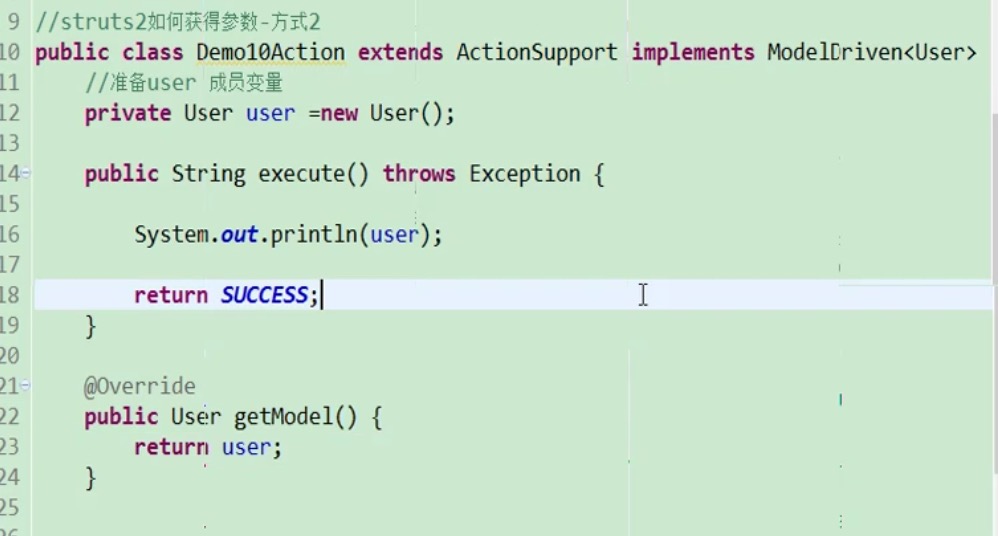 9 //struts2如何获得参数-方式2
10 public class Demo10Action extends ActionSupport implements ModelDriven<User>
11 //准备user 成员变量
12 private User user =new User();
13
14 public String execute() throws Exception {
15
16 System.out.println(user);
17
18 return SUCCESS;
19 }
20
21 @Override
22 public User getModel() {
23 return user;
24 }
25
26